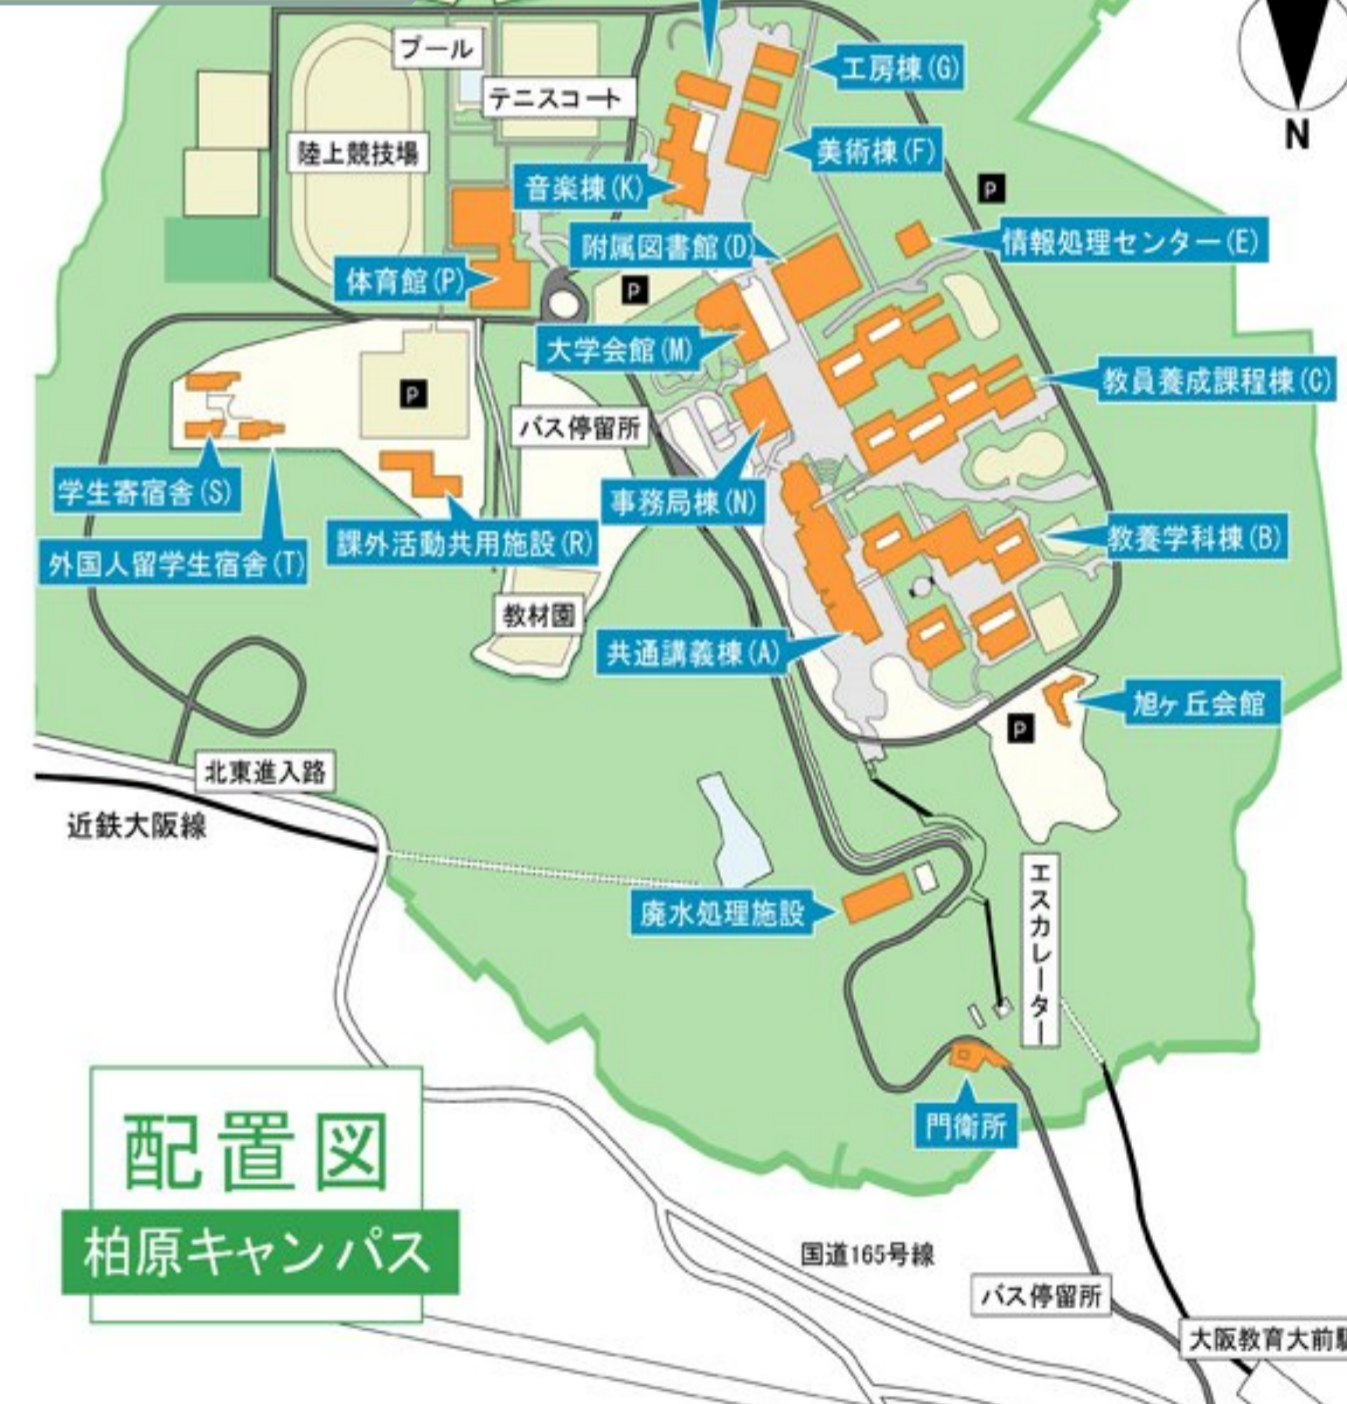 プール
テニスコート
陸上競技場
工房棟(G)
美術棟(F)
N
音楽棟(K)
P
附属図書館(D)
情報処理センター(E)
体育館(P)
P
大学会館(M)
教員養成課程棟(C)
P
バス停留所
学生寄宿舎(S)
事務局棟(N)
課外活動共用施設(R)
教養学科棟(B)
外国人留学生宿舎(T)
教材園
共通講義棟(A)
旭ヶ丘会館
P
北東進入路
近鉄大阪線
廃水処理施設
エスカレーター
門衛所
配置図
柏原キャンパス
国道165号線
バス停留所
大阪教育大前駅